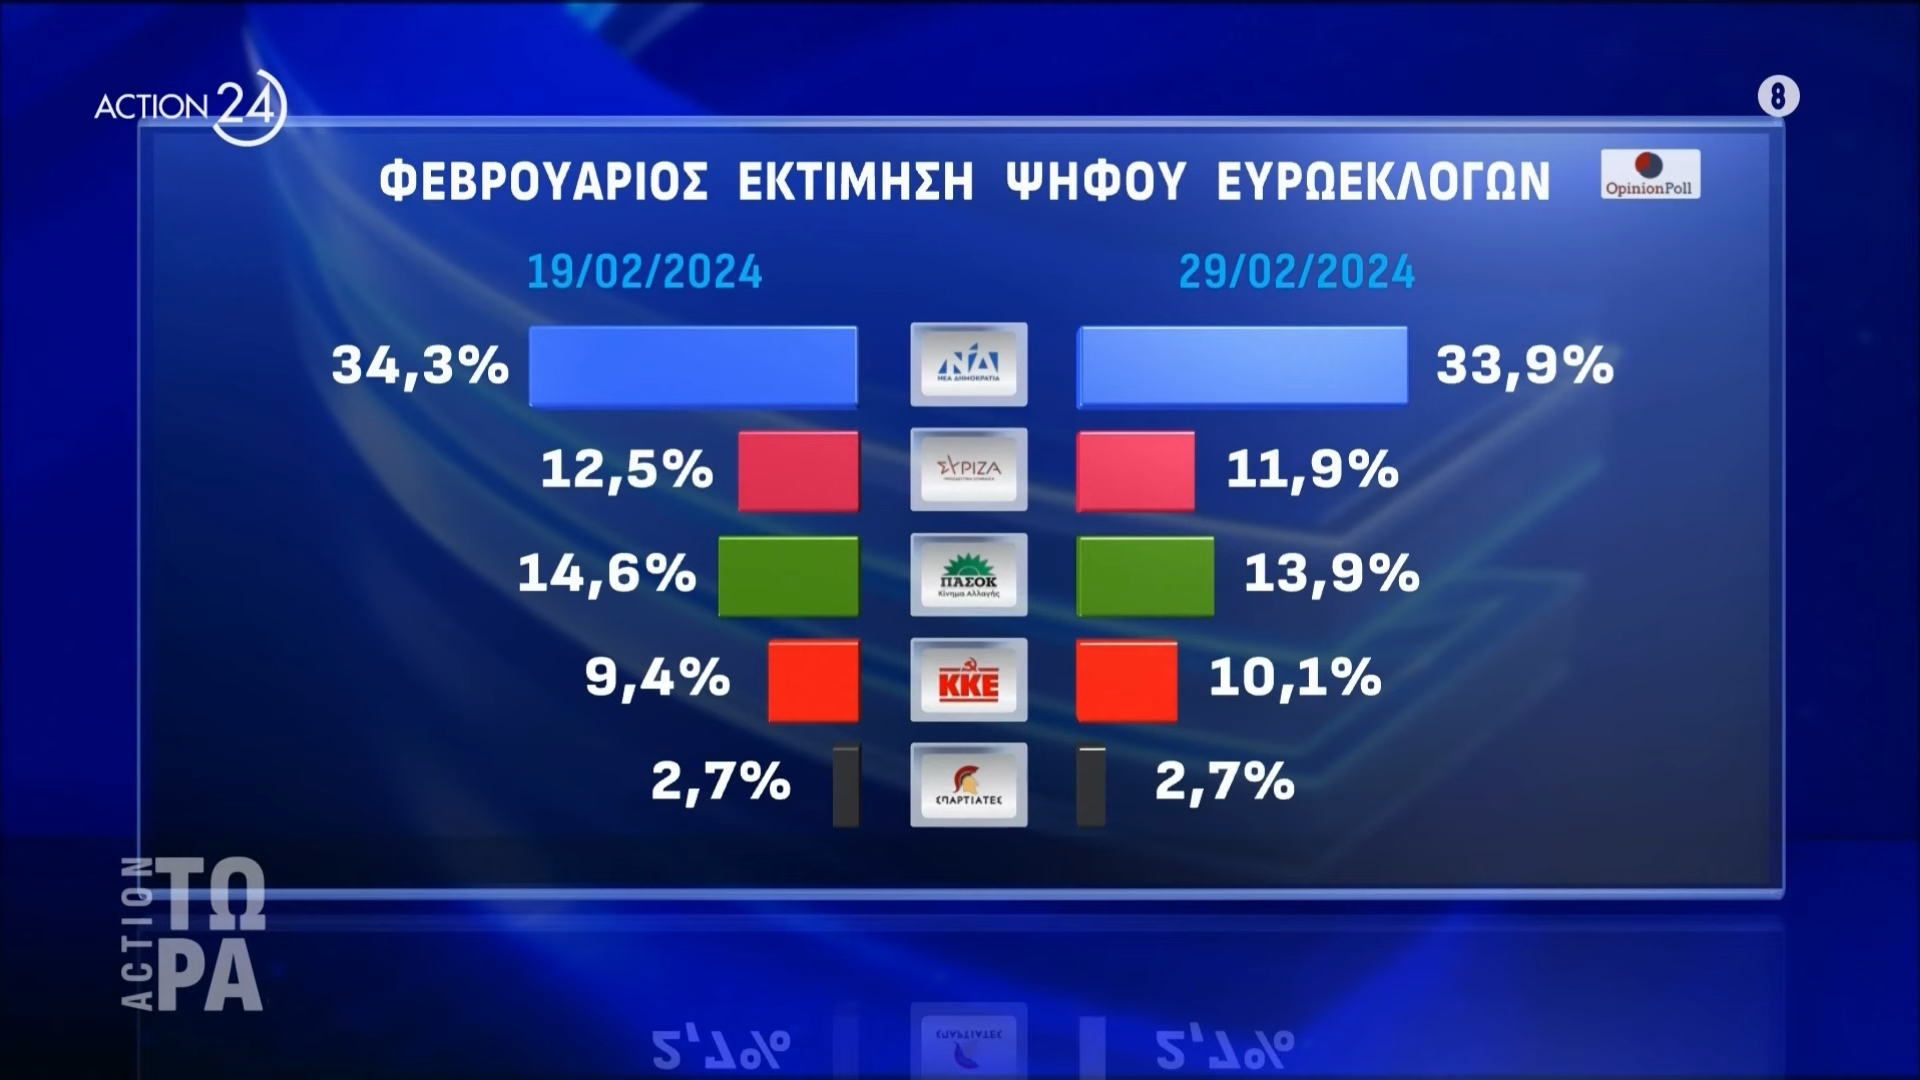 ACTION 24
8
ΦΕΒΡΟΥΑΡΙΟΣ ΕΚΤΙΜΗΣΗ ΨΗΦΟΥ ΕΥΡΩΕΚΛΟΓΩΝ
OpinionPoll
19/02/2024
29/02/2024
34,3%
ΝΔ
ΝΕΑ ΔΗΜΟΚΡΑΤΙΑ
33,9%
12,5%
ΣΥΡΙΖΑ
11,9%
14,6%
ΠΑΣΟΚ
Κίνημα Αλλαγής
13,9%
9,4%
ΚΚΕ
10,1%
2,7%
ΣΠΑΡΤΙΑΤΕΣ
2,7%
ACTION
ΤΩ
ΡΑ